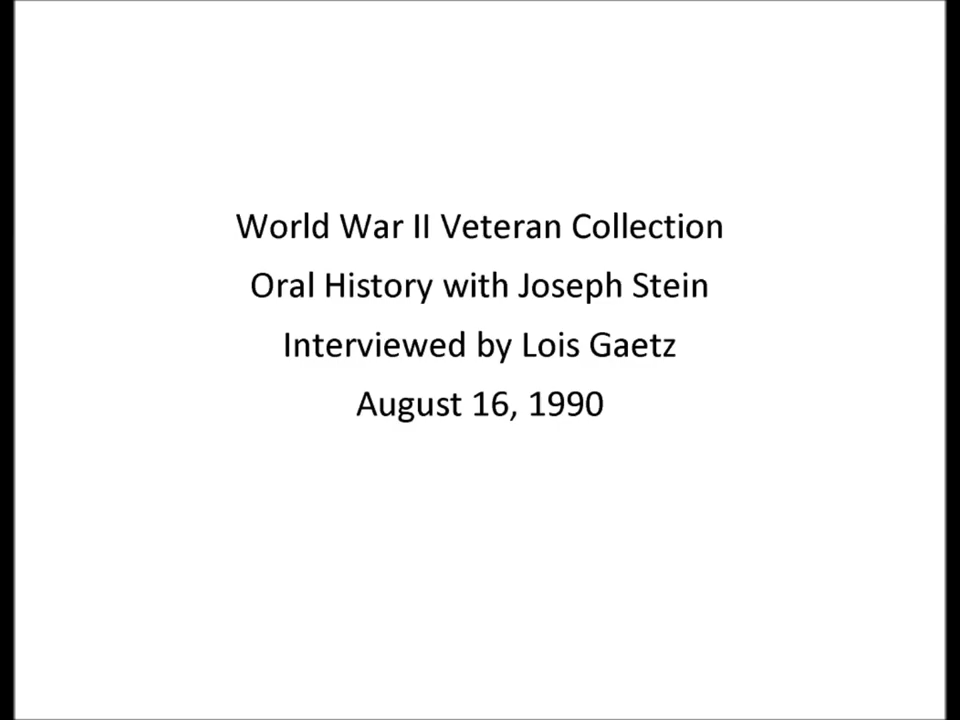 World War II Veteran Collection
Oral History with Joseph Stein
Interviewed by Lois Gaetz
August 16, 1990